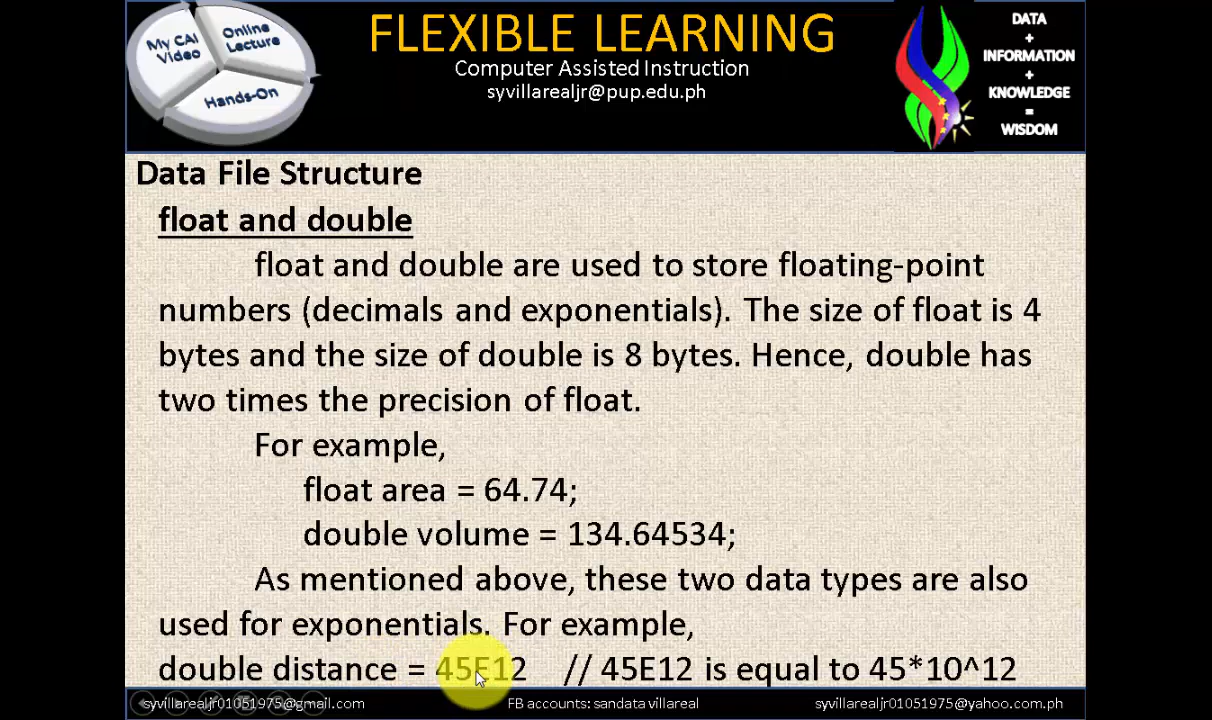 My CAI
Video
Online
Lecture
Hands-On
FLEXIBLE LEARNING
Computer Assisted Instruction
syvillarealjr@pup.edu.ph
DATA
+
INFORMATION
+
KNOWLEDGE
=
WISDOM
Data File Structure
float and double
float and double are used to store floating-point
numbers (decimals and exponentials). The size of float is 4
bytes and the size of double is 8 bytes. Hence, double has
two times the precision of float.
For example,
float area = 64.74;
double volume = 134.64534;
As mentioned above, these two data types are also
used for exponentials. For example,
double distance = 45E12 // 45E12 is equal to 45*10^12
syvillarealjr01051975@gmail.com FB accounts: sandata villareal syvillarealjr01051975@yahoo.com.ph